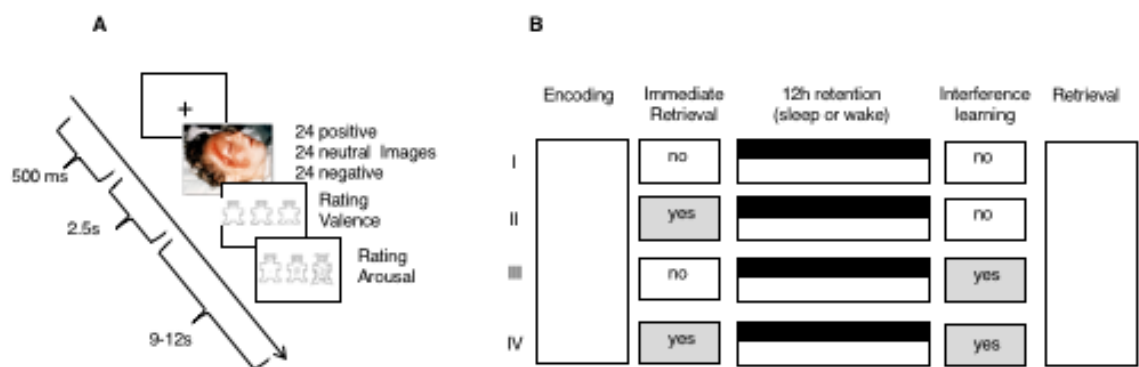 A
24 positive
24 neutral Images
24 negative
Rating
Valence
Rating
Arousal
500 ms
2.5s
9-12s
B
Encoding
Immediate
Retrieval
12h retention
(sleep or wake)
Interference
learning
Retrieval
I
no
no
II
yes
no
III
no
yes
IV
yes
yes